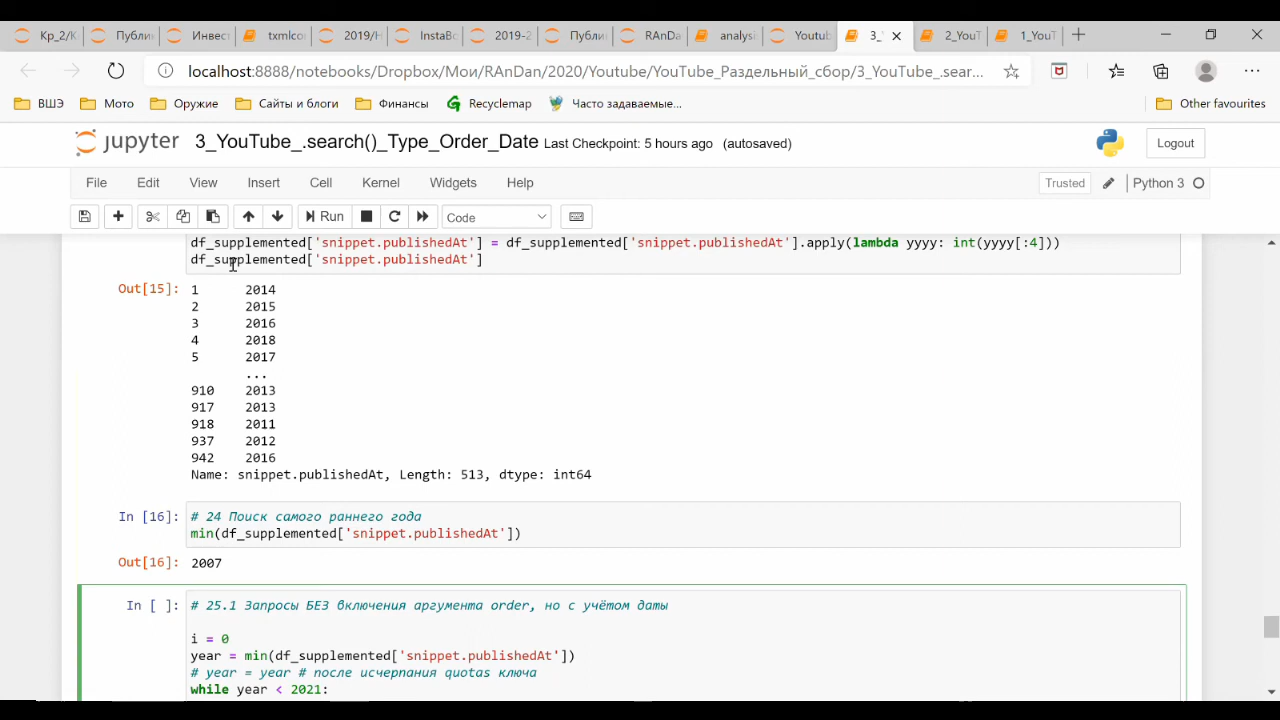 Кр_2/К
Публик
Инвест
txmlcon
2019/H
InstaBo
2019-2
Публик
RAnDa
analysi
Youtub
3_
2_YouT
1_YouT
localhost:8888/notebooks/Dropbox/Мои/RAnDan/2020/Youtube/YouTube_Раздельный_сбор/3_YouTube_.sear...
ВШЭ
Мото
Оружие
Сайты и блоги
Финансы
Recyclemap
Часто задаваемые...
Other favourites
jupyter
3_YouTube_.search()_Type_Order_Date Last Checkpoint: 5 hours ago (autosaved)
Logout
File Edit View Insert Cell Kernel Widgets Help
Trusted
Python 3
Run
Code
df_supplemented['snippet.publishedAt'] = df_supplemented['snippet.publishedAt'].apply(lambda yyyy: int(yyyy[:4]))
df_supplemented['snippet.publishedAt']
Out[15]: 1 2014
2 2015
3 2016
4 2018
5 2017
...
910 2013
917 2013
918 2011
937 2012
942 2016
Name: snippet.publishedAt, Length: 513, dtype: int64
In [16]: # 24 Поиск самого раннего года
min(df_supplemented['snippet.publishedAt'])
Out[16]: 2007
In [ ]: # 25.1 Запросы БЕЗ включения аргумента order, но с учётом даты
i = 0
year = min(df_supplemented['snippet.publishedAt'])
# year = year # после исчерпания quotas ключа
while year < 2021: